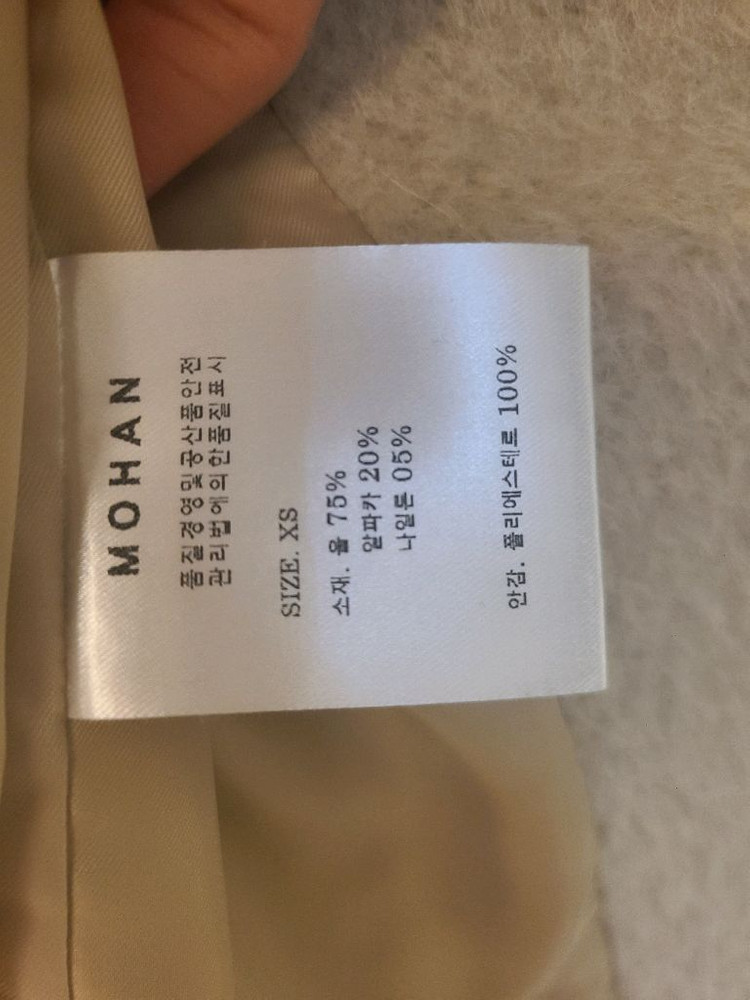 MOHAN
품질경영및공산품안전
관리법에의한품질표시
SIZE. XS
소재. 울 75%
알파카 20%
나일론 05%
안감. 폴리에스테르 100%